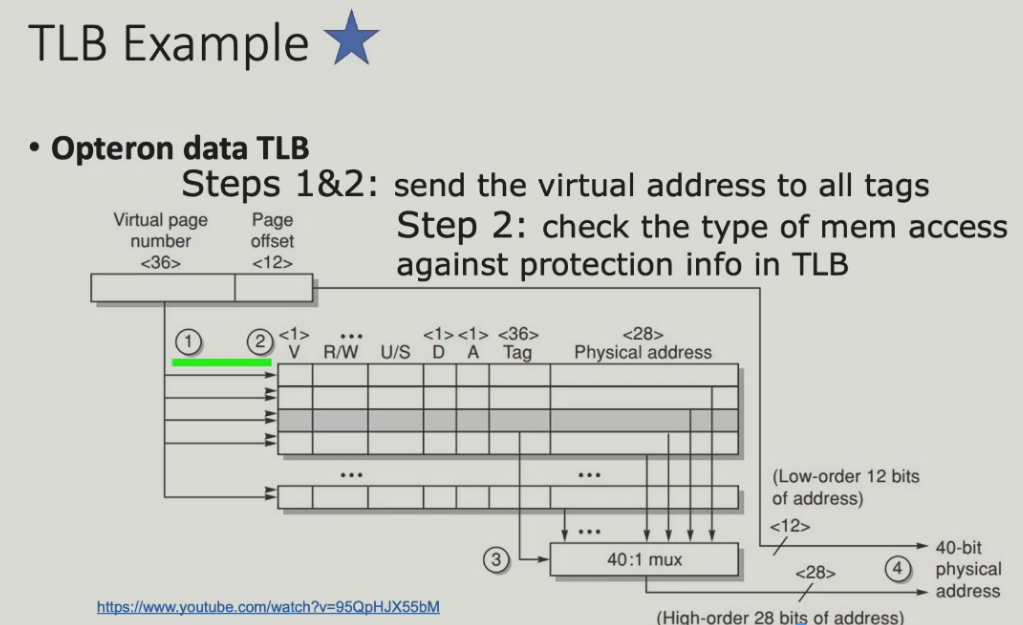 TLB Example
• Opteron data TLB
Steps 1&2: send the virtual address to all tags
Step 2: check the type of mem access
against protection info in TLB
Virtual page
number
<36>
Page
offset
<12>
1
2
<1> ... <1> <1> <36> <28>
V R/W U/S D A Tag Physical address
... ...
...
(Low-order 12 bits
of address)
<12>
3
40:1 mux
<28>
4
40-bit
physical
address
https://www.youtube.com/watch?v=95QpHJX55bM
(High-order 28 bits of address)